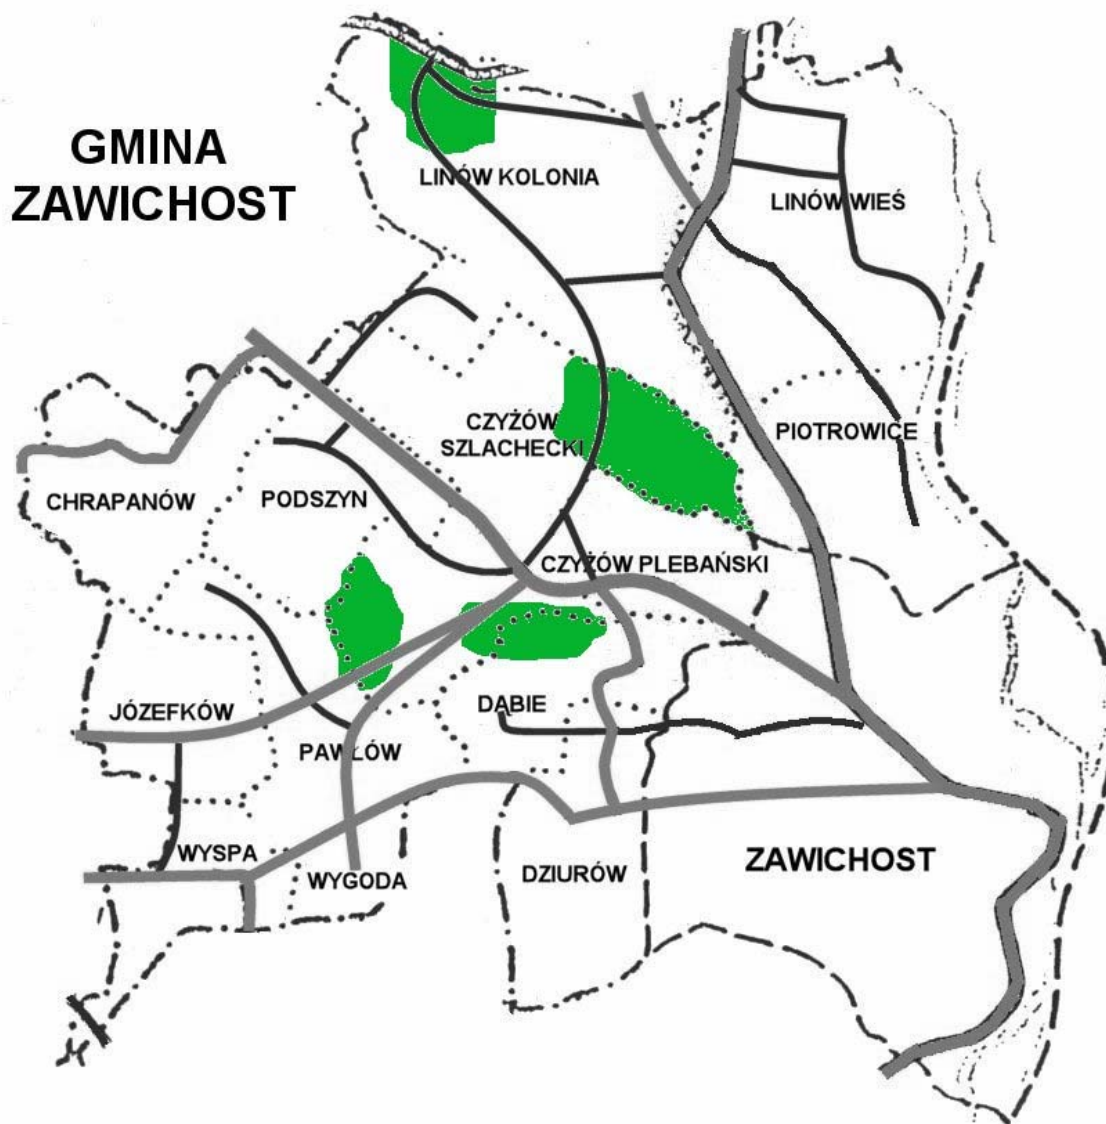 GMINA
ZAWICHOST
LINÓW KOLONIA
LINÓW WIEŚ
CZYŻÓW
SZLACHECKI
PIOTROWICE
CHRAPANÓW
PODSZYN
CZYŻÓW PLEBAŃSKI
JÓZEFKÓW
DĄBIE
PAWŁÓW
WYSPA
WYGODA
DZIURÓW
ZAWICHOST